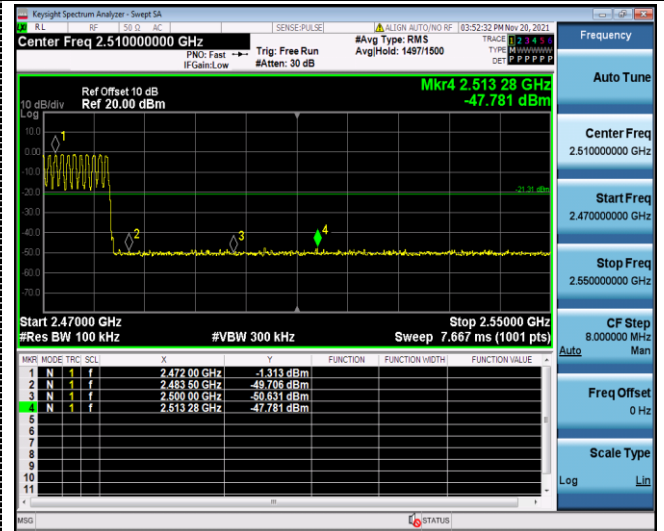 Keysight Spectrum Analyzer - Swept SA
RL RF 50 Ω AC SENSE:PULSE ALIGN AUTO/NO RF 03:52:32 PM Nov 20, 2021
Center Freq 2.510000000 GHz
PNO: Fast
IFGain:Low
Trig: Free Run
#Atten: 30 dB
#Avg Type: RMS
Avg|Hold: 1497/1500
TRACE 1 2 3 4 5 6
TYPE M W W W W W
DET P P P P P P
Mkr4 2.513 28 GHz
-47.781 dBm
Ref Offset 10 dB
10 dB/div Ref 20.00 dBm
Log
10.0
0.00
-10.0
-20.0
-30.0
-40.0
-50.0
-60.0
-70.0
1
2
3
4
-21.31 dBm
Start 2.47000 GHz Stop 2.55000 GHz
#Res BW 100 kHz #VBW 300 kHz Sweep 7.667 ms (1001 pts)
MKR MODE TRC SCL X Y FUNCTION FUNCTION WIDTH FUNCTION VALUE
1 N 1 f 2.472 00 GHz -1.313 dBm
2 N 1 f 2.483 50 GHz -49.706 dBm
3 N 1 f 2.500 00 GHz -50.631 dBm
4 N 1 f 2.513 28 GHz -47.781 dBm
5
6
7
8
9
10
11
MSG STATUS
Frequency
Auto Tune
Center Freq
2.510000000 GHz
Start Freq
2.470000000 GHz
Stop Freq
2.550000000 GHz
CF Step
8.000000 MHz
Auto Man
Freq Offset
0 Hz
Scale Type
Log Lin